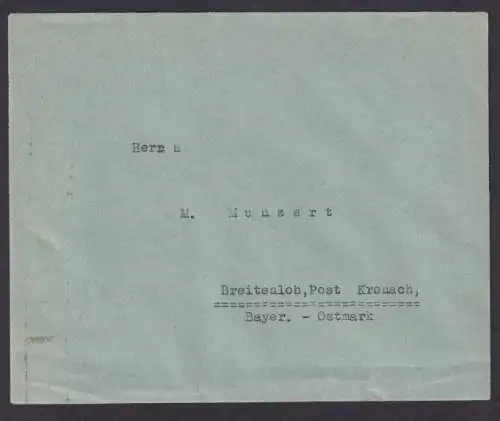 Herrn
M. Munzert
Breitenloh, Post Kronach,
=========================
Bayer. - Ostmark